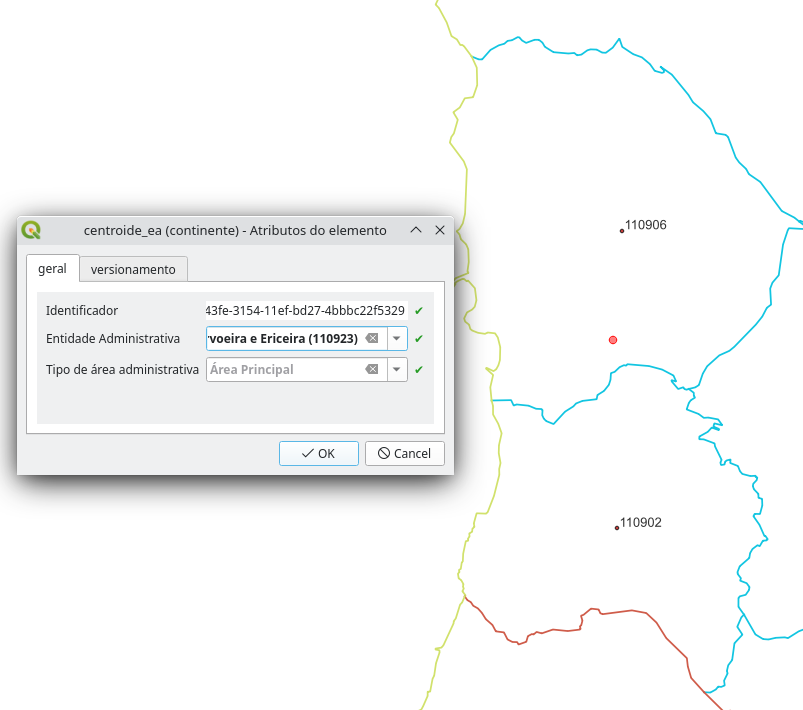 centroide_ea (continente) - Atributos do elemento
geral
versionamento
Identificador
43fe-3154-11ef-bd27-4bbbc22f5329
Entidade Administrativa
voeira e Ericeira (110923)
Tipo de área administrativa
Área Principal
OK
Cancel
110906
110902